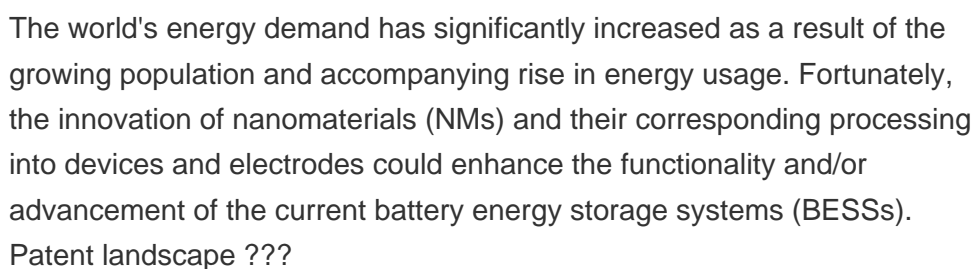 The world's energy demand has significantly increased as a result of the
growing population and accompanying rise in energy usage. Fortunately,
the innovation of nanomaterials (NMs) and their corresponding processing
into devices and electrodes could enhance the functionality and/or
advancement of the current battery energy storage systems (BESSs).
Patent landscape ???